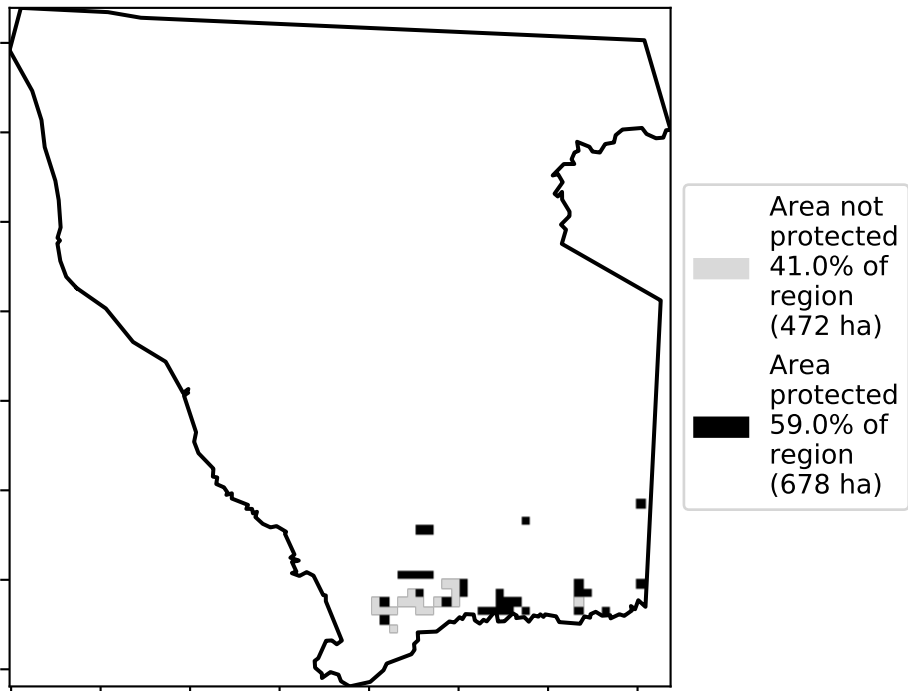 Area not
protected
41.0% of
region
(472 ha)
Area
protected
59.0% of
region
(678 ha)